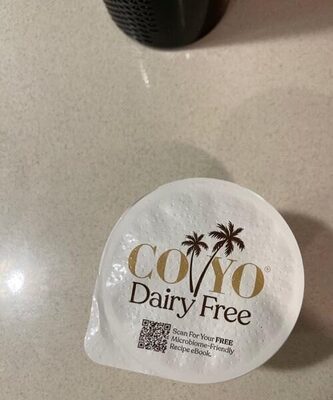 COYO®
Dairy Free
Scan For Your FREE
Microbiome-Friendly
Recipe eBook.